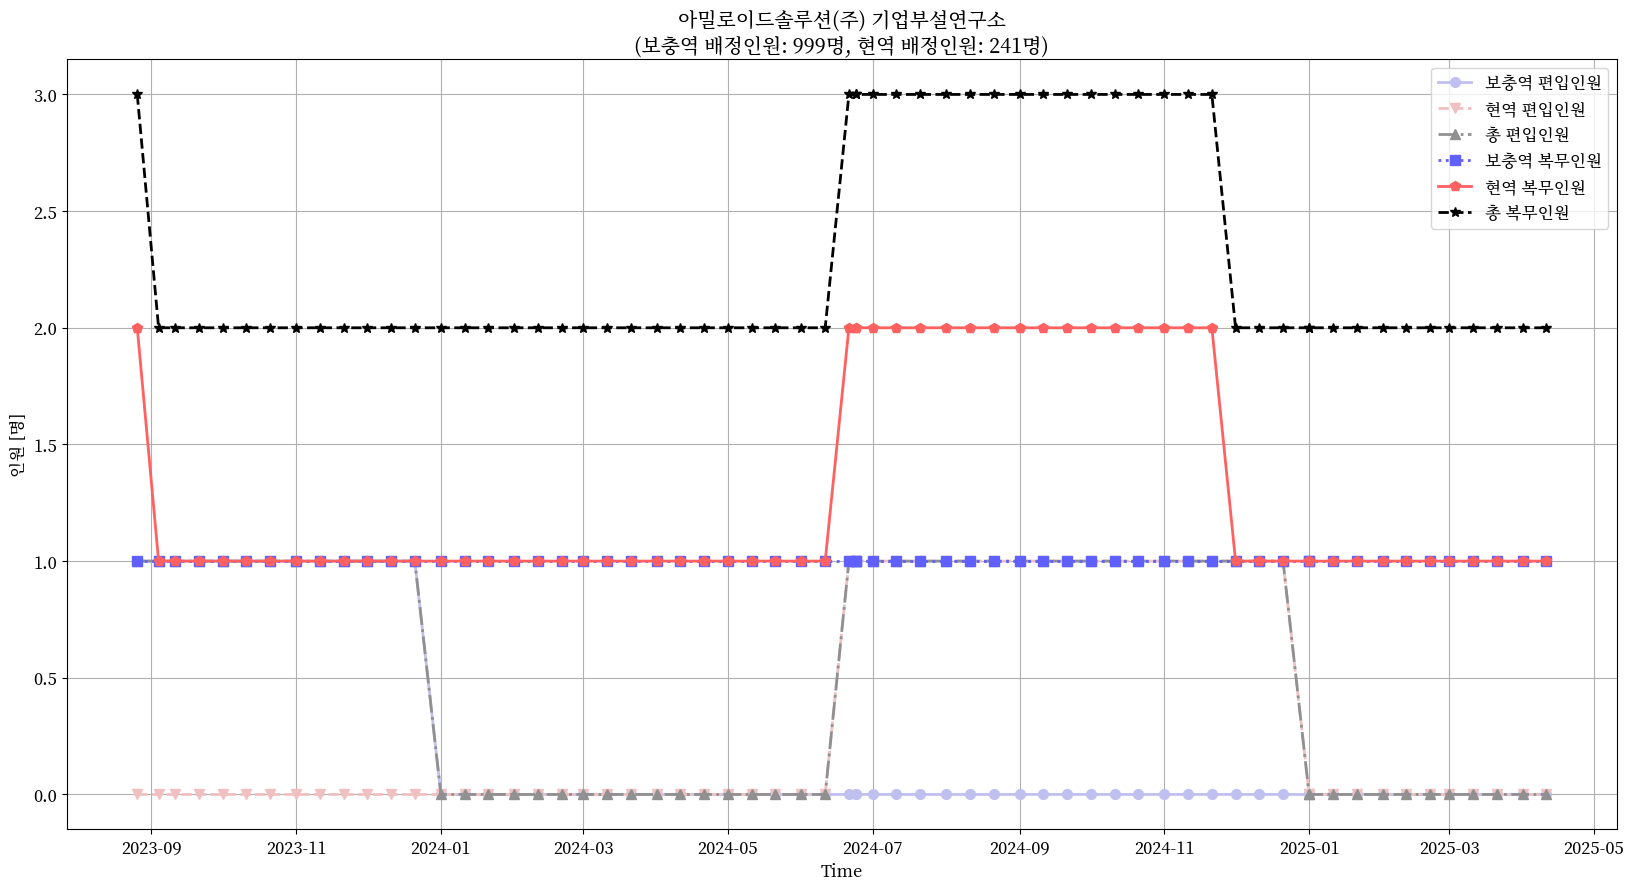 아밀로이드솔루션(주) 기업부설연구소
(보충역 배정인원: 999명, 현역 배정인원: 241명)
인원 [명]
3.0
2.5
2.0
1.5
1.0
0.5
0.0
보충역 편입인원
현역 편입인원
총 편입인원
보충역 복무인원
현역 복무인원
총 복무인원
2023-09
2023-11
2024-01
2024-03
2024-05
2024-07
2024-09
2024-11
2025-01
2025-03
2025-05
Time